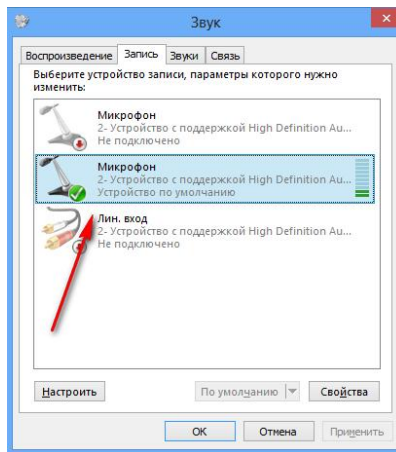 Звук
Воспроизведение Запись Звуки Связь
Выберите устройство записи, параметры которого нужно
изменить:
Микрофон
2- Устройство с поддержкой High Definition Au...
Не подключено
Микрофон
2- Устройство с поддержкой High Definition Au...
Устройство по умолчанию
Лин. вход
2- Устройство с поддержкой High Definition Au...
Не подключено
Настроить По умолчанию Свойства
OK Отмена Применить